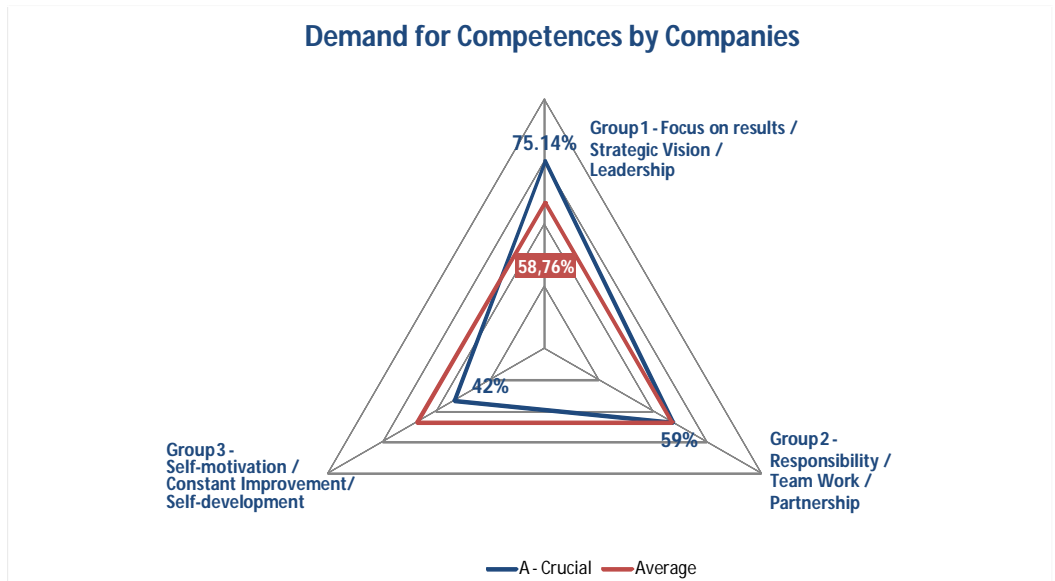 Demand for Competences by Companies
75.14%
Group 1 - Focus on results /
Strategic Vision /
Leadership
58,76%
42%
59%
Group 2 -
Responsibility /
Team Work /
Partnership
Group 3 -
Self-motivation /
Constant Improvement/
Self-development
A - Crucial
Average